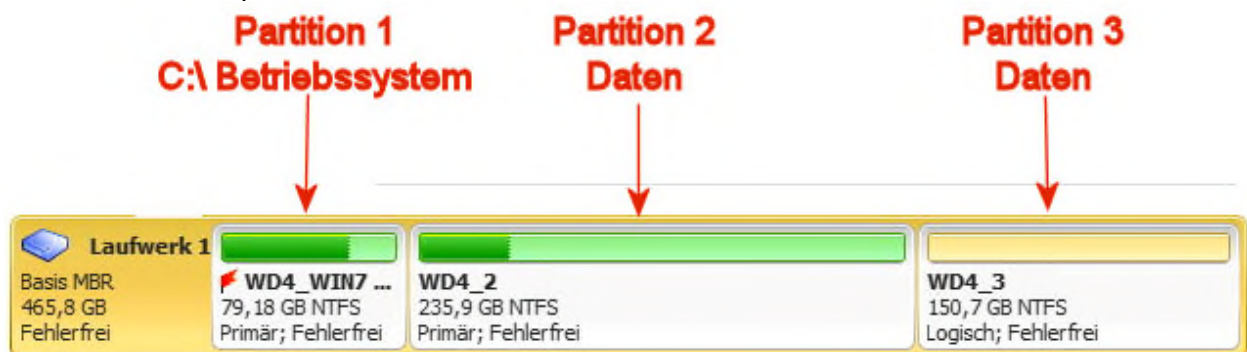 Partition 1
C:\ Betriebssystem
Partition 2
Daten
Partition 3
Daten
Laufwerk 1
Basis MBR
465,8 GB
Fehlerfrei
WD4_WIN7 ...
79,18 GB NTFS
Primär; Fehlerfrei
WD4_2
235,9 GB NTFS
Primär; Fehlerfrei
WD4_3
150,7 GB NTFS
Logisch; Fehlerfrei